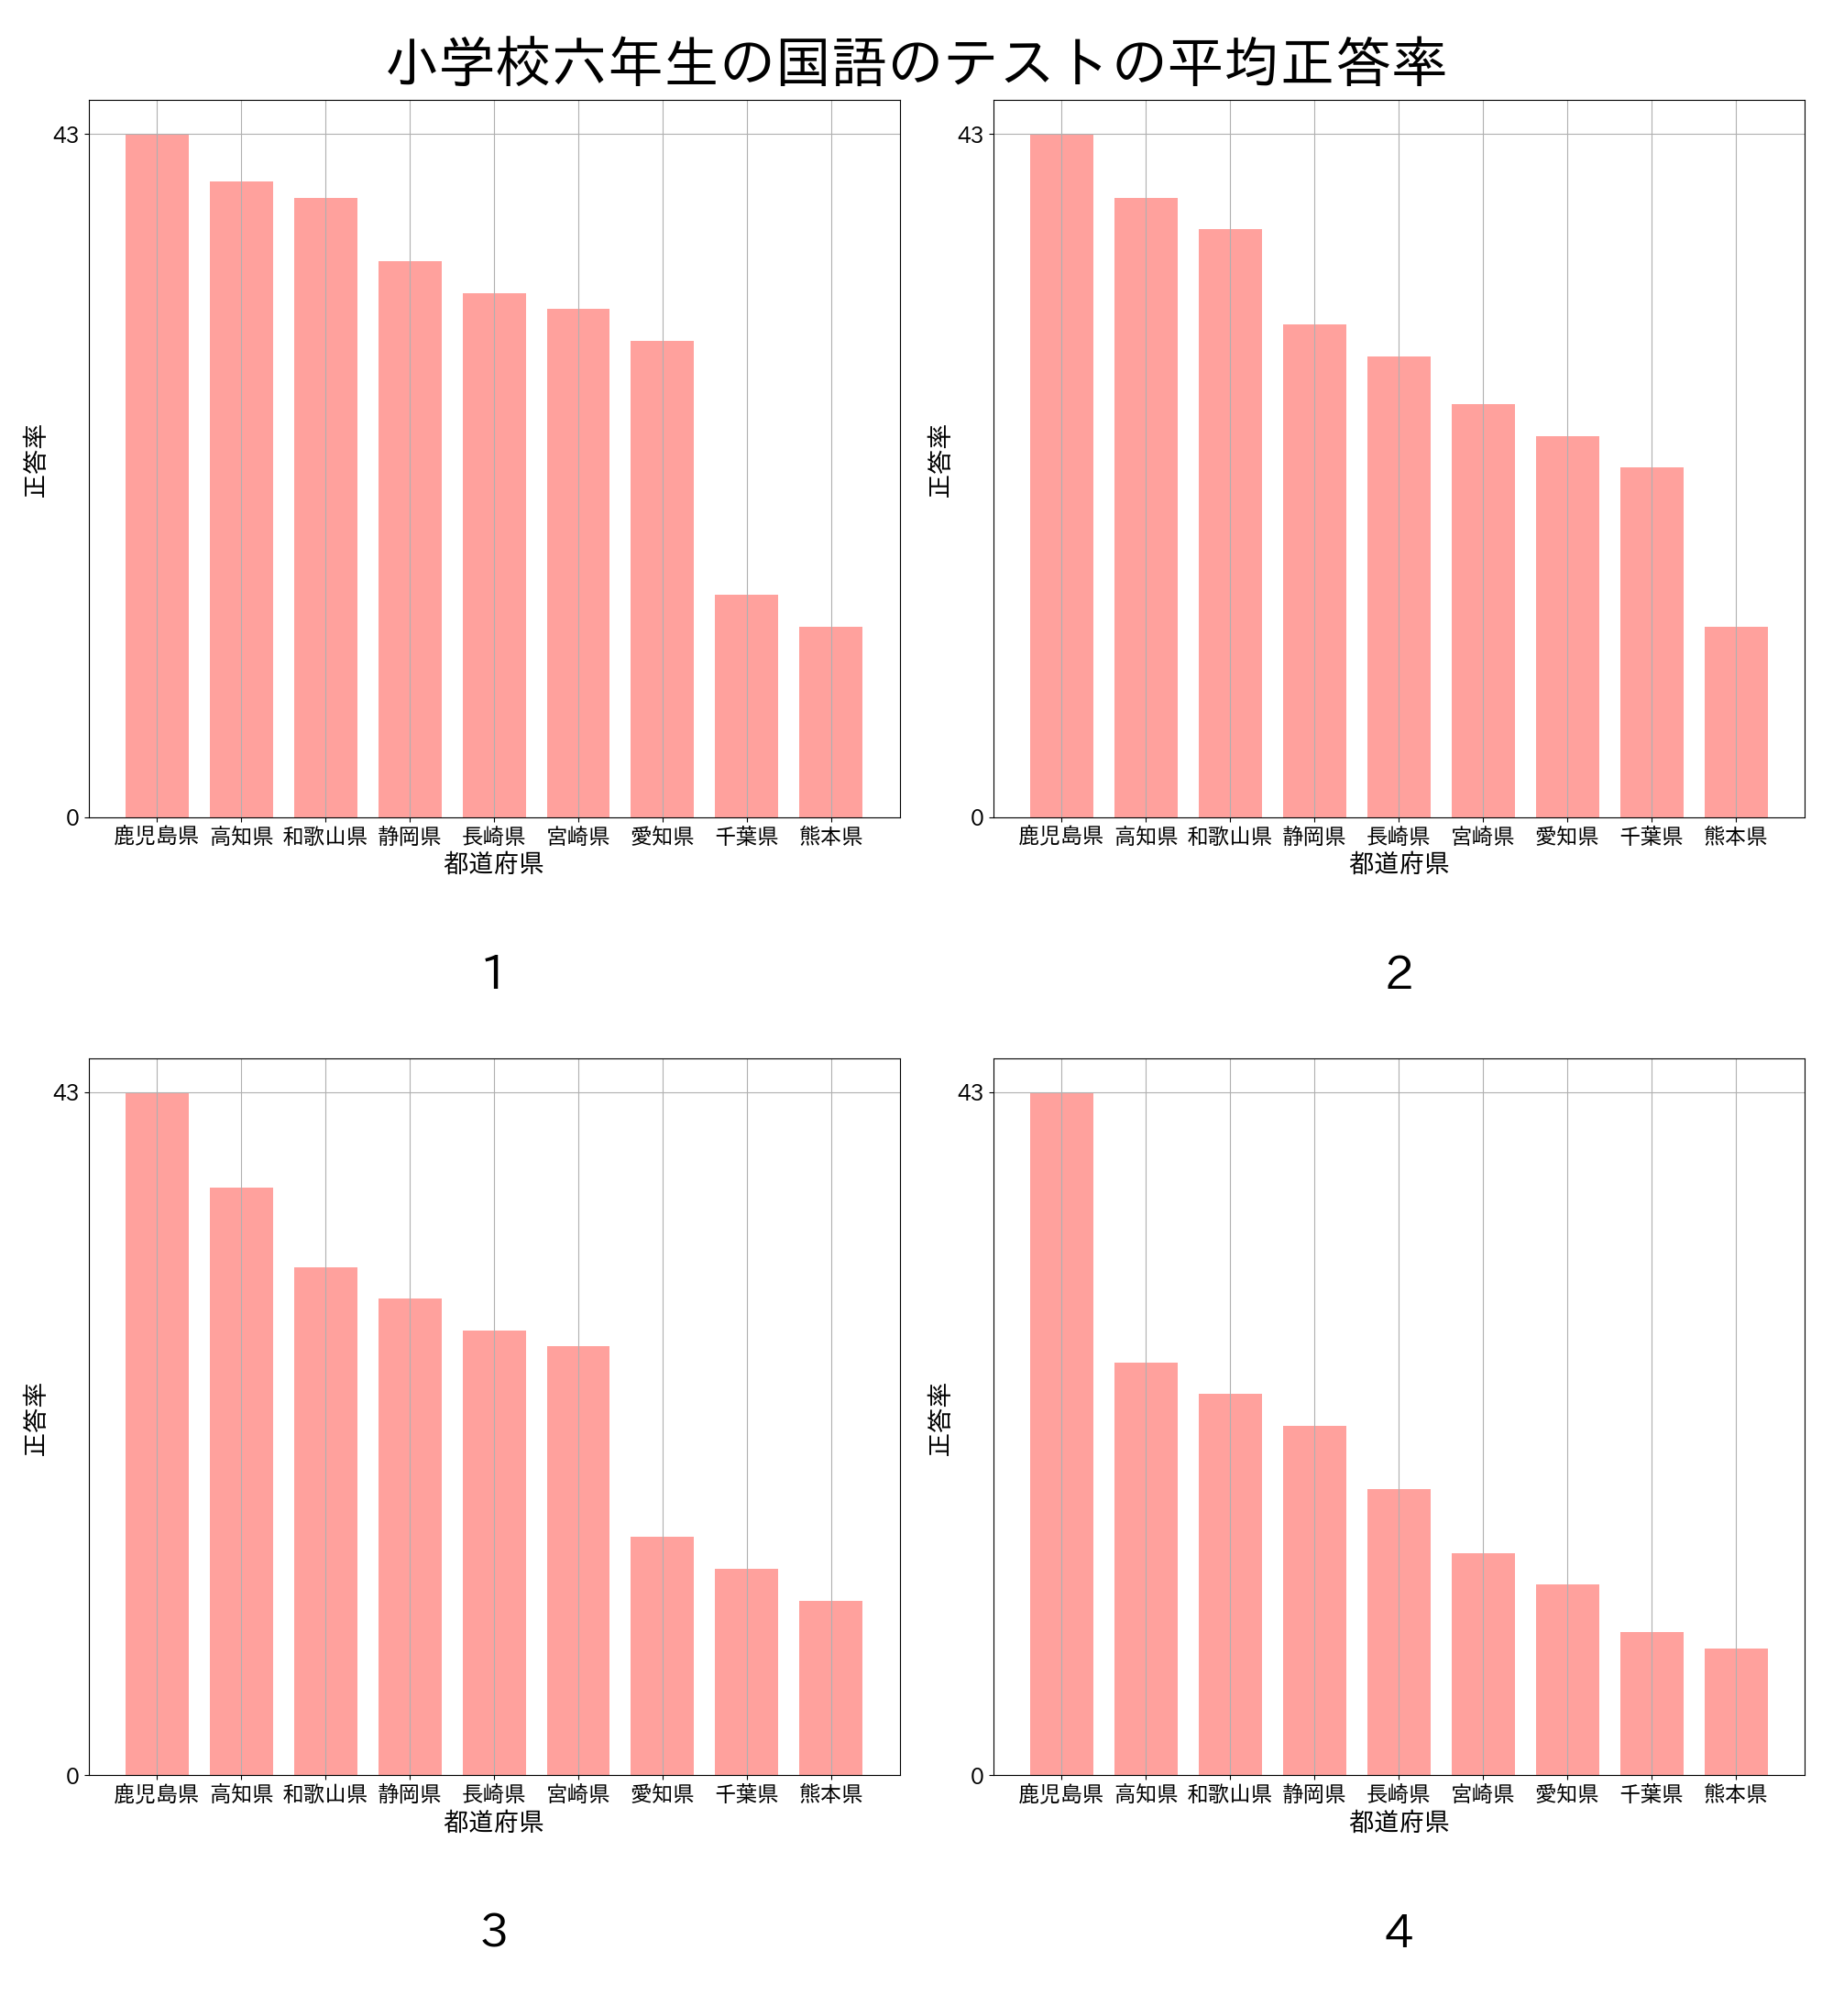 小学校六年生の国語のテストの平均正答率
43
0
正答率
鹿児島県 高知県 和歌山県 静岡県 長崎県 宮崎県 愛知県 千葉県 熊本県
都道府県
1
43
0
正答率
鹿児島県 高知県 和歌山県 静岡県 長崎県 宮崎県 愛知県 千葉県 熊本県
都道府県
2
43
0
正答率
鹿児島県 高知県 和歌山県 静岡県 長崎県 宮崎県 愛知県 千葉県 熊本県
都道府県
3
43
0
正答率
鹿児島県 高知県 和歌山県 静岡県 長崎県 宮崎県 愛知県 千葉県 熊本県
都道府県
4